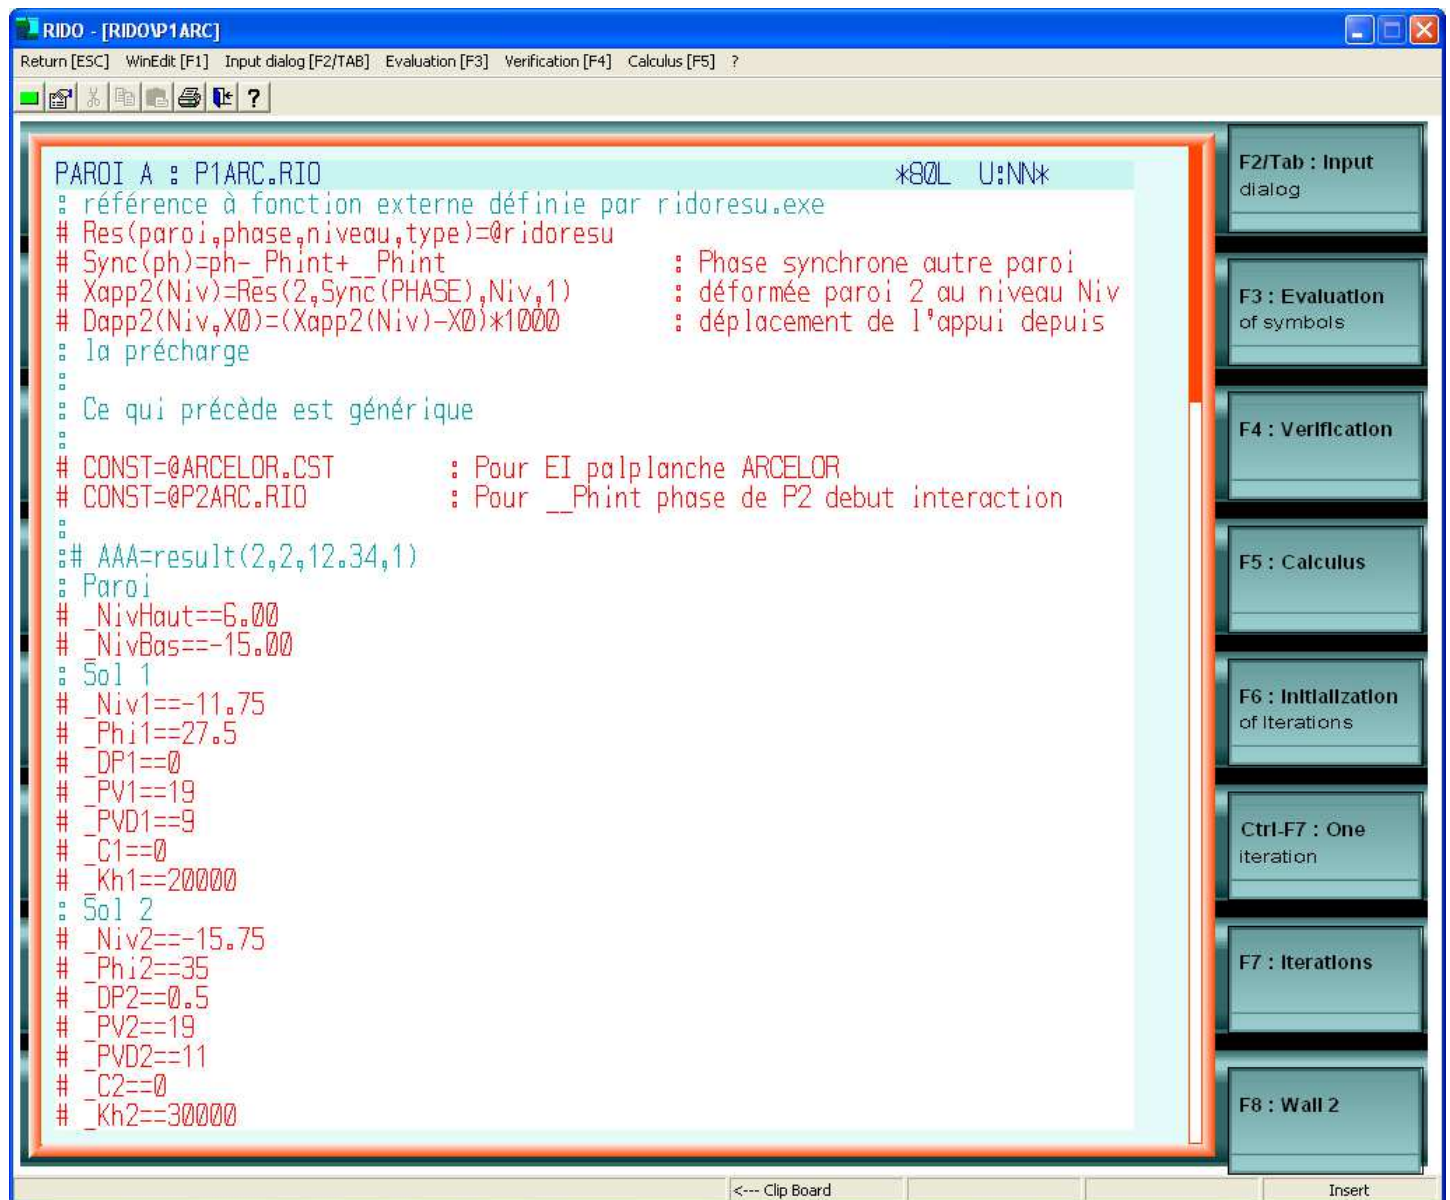 RIDO - [RIDO\P1ARC]
Return [ESC] WinEdit [F1] Input dialog [F2/TAB] Evaluation [F3] Verification [F4] Calculus [F5] ?
PAROI A : P1ARC.RIO *80L U:NN*
: référence à fonction externe définie par ridoresu.exe
# Res(paroi,phase,niveau,type)=@ridoresu
# Sync(ph)=ph-_Phint+__Phint : Phase synchrone autre paroi
# Xapp2(Niv)=Res(2,Sync(PHASE),Niv,1) : déformée paroi 2 au niveau Niv
# Dapp2(Niv,X0)=(Xapp2(Niv)-X0)*1000 : déplacement de l'appui depuis
: la précharge
:
: Ce qui précède est générique
:
# CONST=@ARCELOR.CST : Pour EI palplanche ARCELOR
# CONST=@P2ARC.RIO : Pour __Phint phase de P2 debut interaction
:
:# AAA=result(2,2,12.34,1)
: Paroi
# _NivHaut==6.00
# _NivBas==-15.00
: Sol 1
# _Niv1==-11.75
# _Phi1==27.5
# _DP1==0
# _PV1==19
# _PVD1==9
# _C1==0
# _Kh1==20000
: Sol 2
# _Niv2==-15.75
# _Phi2==35
# _DP2==0.5
# _PV2==19
# _PVD2==11
# _C2==0
# _Kh2==30000
F2/Tab : Input
dialog
F3 : Evaluation
of symbols
F4 : Verification
F5 : Calculus
F6 : Initialization
of Iterations
Ctrl-F7 : One
iteration
F7 : Iterations
F8 : Wall 2
<--- Clip Board Insert